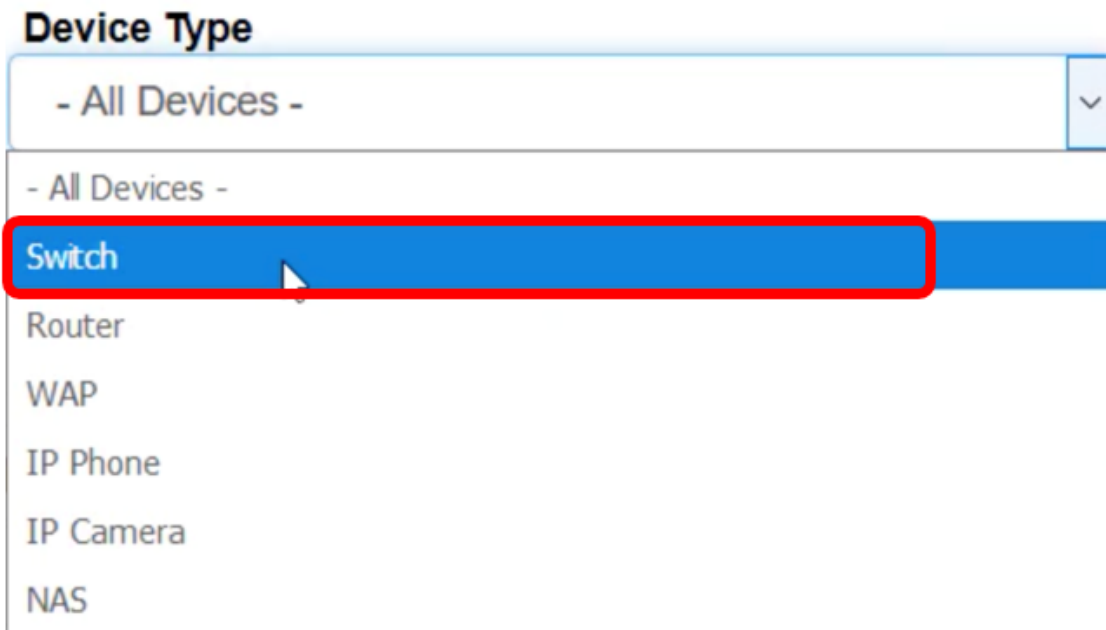 Device Type
- All Devices -
- All Devices -
Switch
Router
WAP
IP Phone
IP Camera
NAS